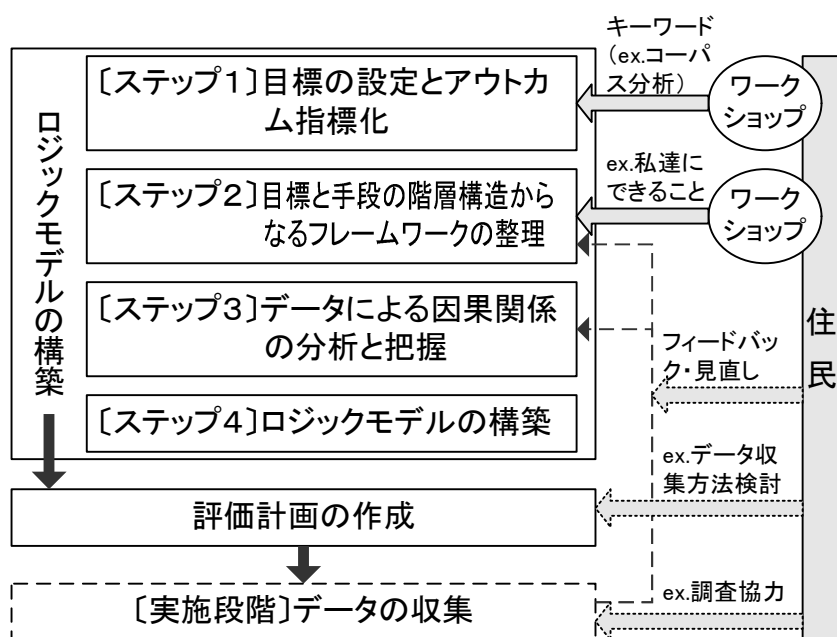 ロジックモデルの構築
〔ステップ1〕目標の設定とアウトカ
ム指標化
〔ステップ2〕目標と手段の階層構造から
なるフレームワークの整理
〔ステップ3〕データによる因果関係
の分析と把握
〔ステップ4〕ロジックモデルの構築
評価計画の作成
〔実施段階〕データの収集
キーワード
（ex.コーパ
ス分析）
ワーク
ショップ
ex.私達に
できること
ワーク
ショップ
フィードバッ
ク・見直し
ex.データ収
集方法検討
ex.調査協力
住民